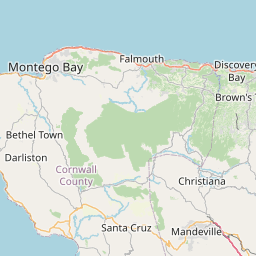 Falmouth
Montego Bay
Discovery
Bay
Brown's
Bethel Town
Darliston
Cornwall
County
Christiana
Santa Cruz
Mandeville